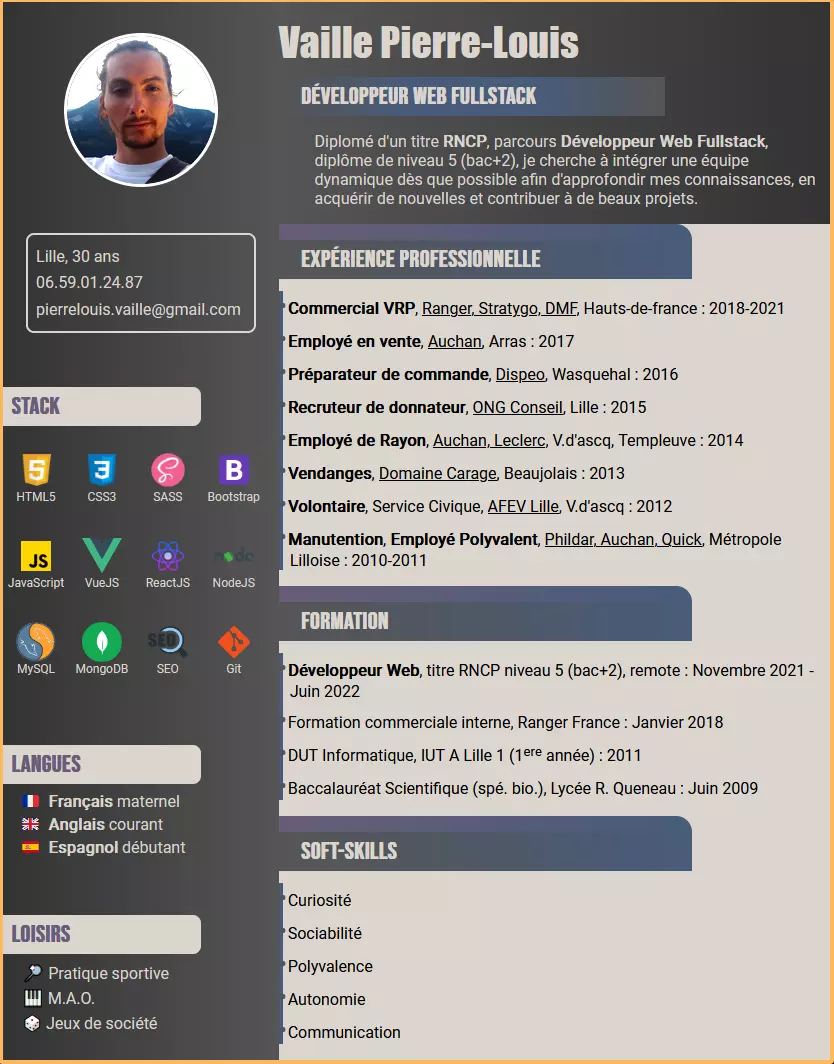 Vaille Pierre-Louis
DÉVELOPPEUR WEB FULLSTACK
Diplomé d'un titre RNCP, parcours Développeur Web Fullstack,
diplôme de niveau 5 (bac+2), je cherche à intégrer une équipe
dynamique dès que possible afin d'approfondir mes connaissances, en
acquérir de nouvelles et contribuer à de beaux projets.
Lille, 30 ans
06.59.01.24.87
pierrelouis.vaille@gmail.com
STACK
HTML5 CSS3 SASS Bootstrap
JS node
JavaScript VueJS ReactJS NodeJS
SEO
MySQL MongoDB SEO Git
LANGUES
Français maternel
Anglais courant
Espagnol débutant
LOISIRS
Pratique sportive
M.A.O.
Jeux de société
EXPÉRIENCE PROFESSIONNELLE
Commercial VRP, Ranger, Stratygo, DMF, Hauts-de-france : 2018-2021
Employé en vente, Auchan, Arras : 2017
Préparateur de commande, Dispeo, Wasquehal : 2016
Recruteur de donnateur, ONG Conseil, Lille : 2015
Employé de Rayon, Auchan, Leclerc, V.d'ascq, Templeuve : 2014
Vendanges, Domaine Carage, Beaujolais : 2013
Volontaire, Service Civique, AFEV Lille, V.d'ascq : 2012
Manutention, Employé Polyvalent, Phildar, Auchan, Quick, Métropole
Lilloise : 2010-2011
FORMATION
Développeur Web, titre RNCP niveau 5 (bac+2), remote : Novembre 2021 -
Juin 2022
Formation commerciale interne, Ranger France : Janvier 2018
DUT Informatique, IUT A Lille 1 (1ere année) : 2011
Baccalauréat Scientifique (spé. bio.), Lycée R. Queneau : Juin 2009
SOFT-SKILLS
Curiosité
Sociabilité
Polyvalence
Autonomie
Communication